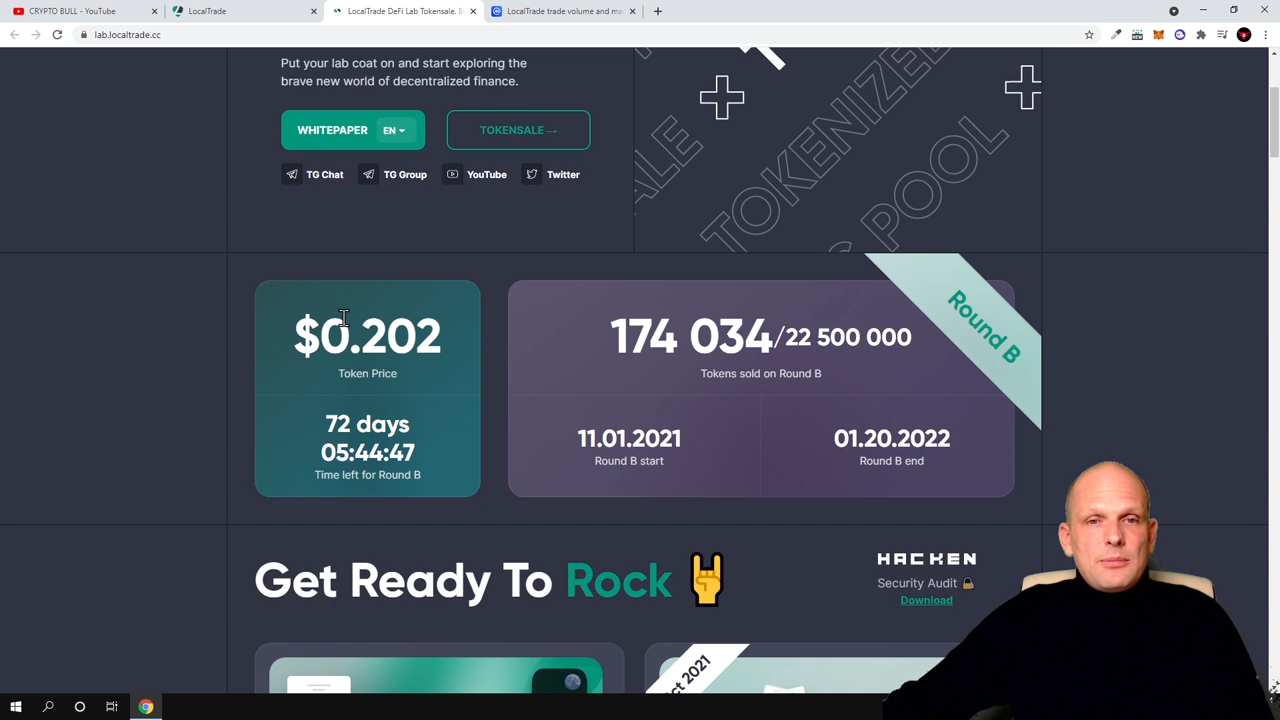 CRYPTO BULL - YouTube
LocalTrade
LocalTrade DeFi Lab Tokensale. B
LocalTrade trade volume and ma
lab.localtrade.cc
Put your lab coat on and start exploring the
brave new world of decentralized finance.
WHITEPAPER EN
TOKENSALE →
TG Chat
TG Group
YouTube
Twitter
ALE
TOKENIZED
POOL
$0.202
Token Price
72 days
05:44:47
Time left for Round B
174 034/22 500 000
Tokens sold on Round B
Round B
11.01.2021
Round B start
01.20.2022
Round B end
Get Ready To Rock 🤘
HACKEN
Security Audit 🔒
Download
ct 2021